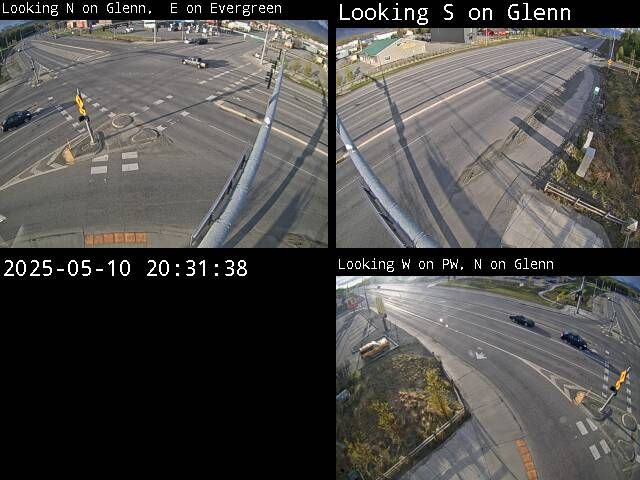 Looking N on Glenn,  E on Evergreen
Looking S on Glenn
2025-05-10 20:31:38
Looking W on PW, N on Glenn